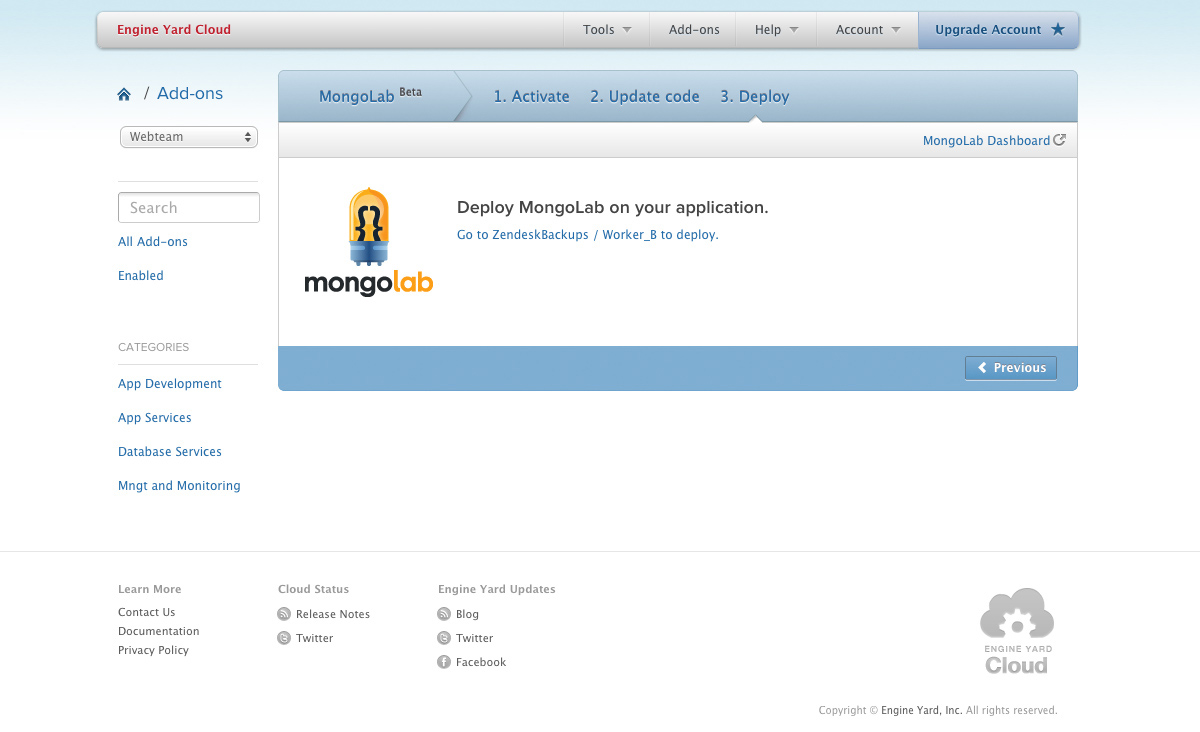 Engine Yard Cloud
Tools
Add-ons
Help
Account
Upgrade Account
/ Add-ons
Webteam
Search
All Add-ons
Enabled
CATEGORIES
App Development
App Services
Database Services
Mngt and Monitoring
MongoLab Beta
1. Activate
2. Update code
3. Deploy
MongoLab Dashboard
{}
mongolab
Deploy MongoLab on your application.
Go to ZendeskBackups / Worker_B to deploy.
Previous
Learn More
Contact Us
Documentation
Privacy Policy
Cloud Status
Release Notes
Twitter
Engine Yard Updates
Blog
Twitter
Facebook
ENGINE YARD
Cloud
Copyright © Engine Yard, Inc. All rights reserved.